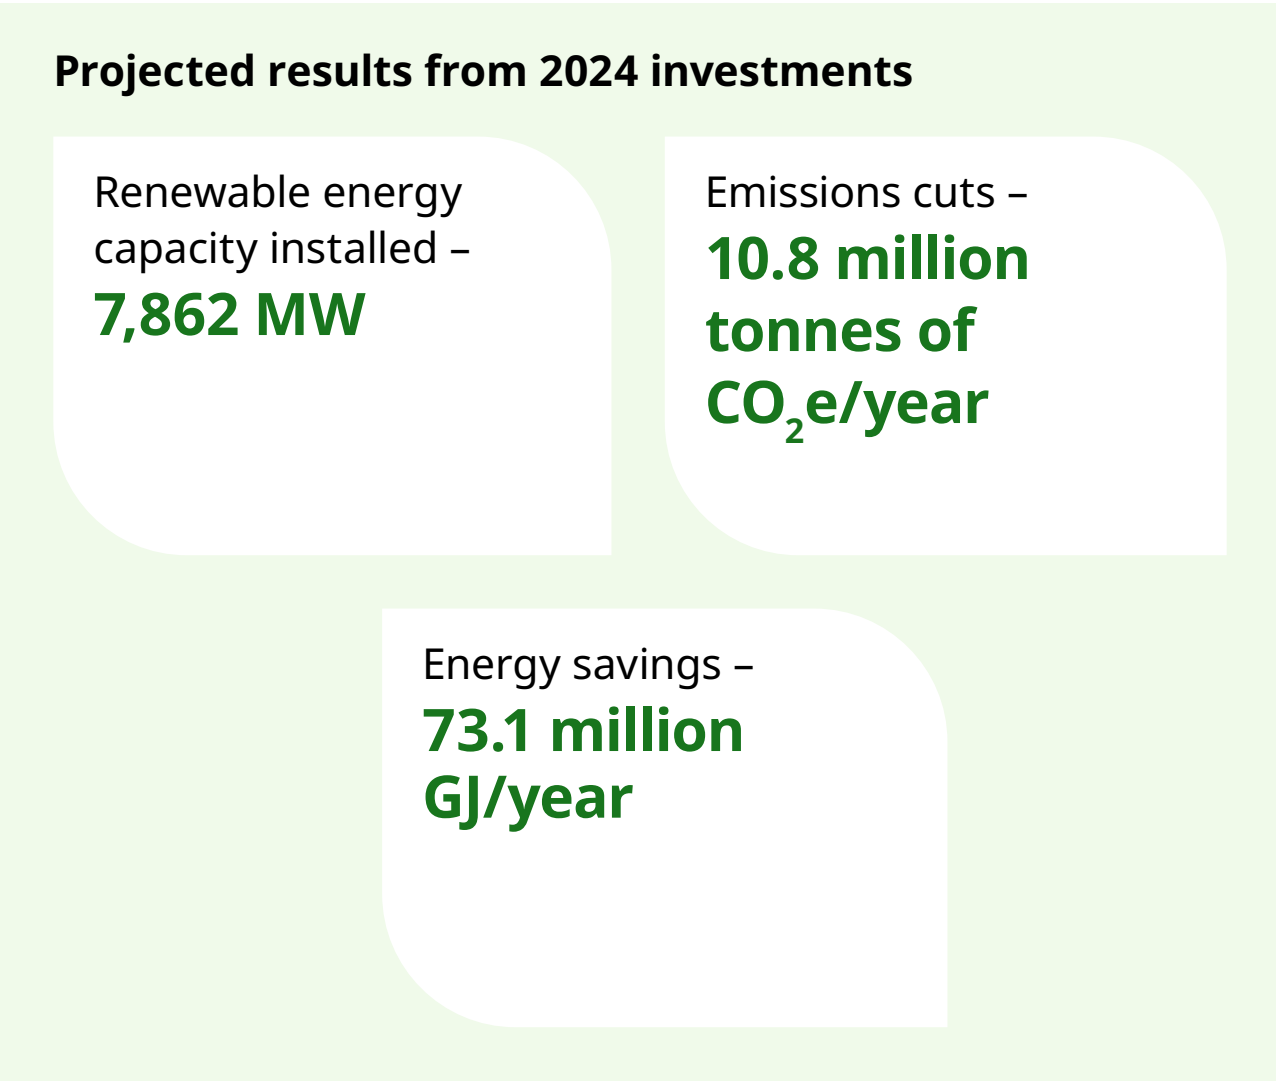 Projected results from 2024 investments
Renewable energy
capacity installed –
7,862 MW
Emissions cuts –
10.8 million
tonnes of
CO₂e/year
Energy savings –
73.1 million
GJ/year